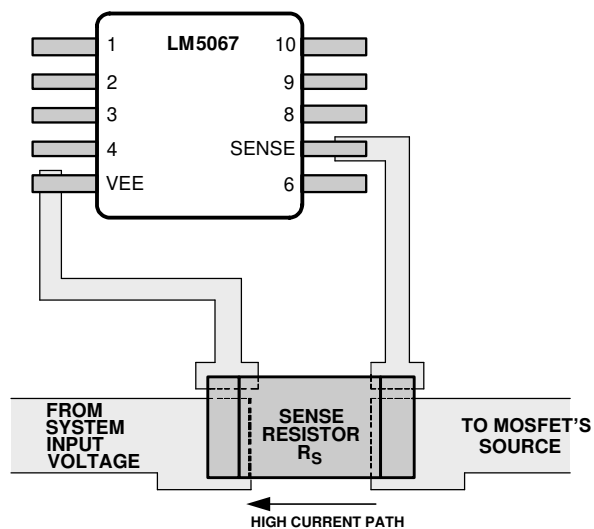 LM5067
1
2
3
4
VEE
10
9
8
SENSE
6
FROM
SYSTEM
INPUT
VOLTAGE
SENSE
RESISTOR
RS
TO MOSFET'S
SOURCE
HIGH CURRENT PATH